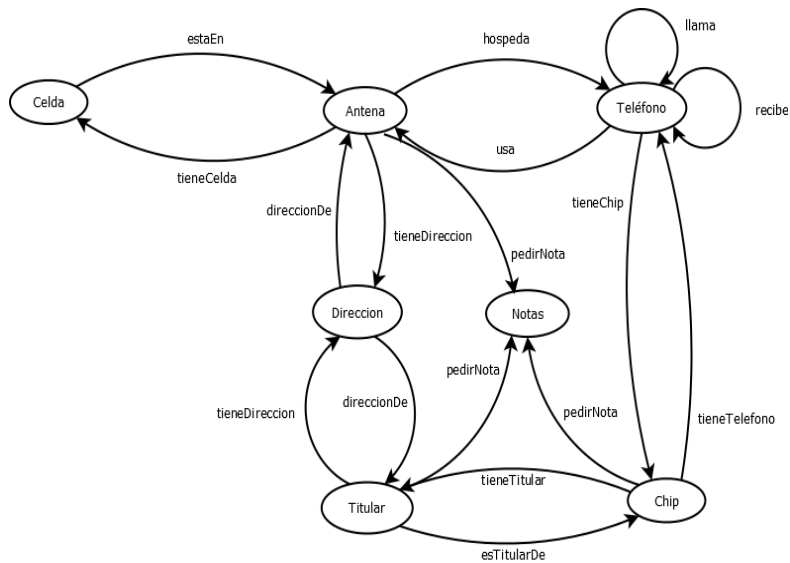 llama
estaEn
hospeda
Celda
Antena
Teléfono
recibe
usa
tieneCelda
direccionDe
tieneChip
tieneDireccion
pedirNota
Direccion
Notas
pedirNota
tieneDireccion
direccionDe
pedirNota
tieneTelefono
tieneTitular
Titular
Chip
esTitularDe